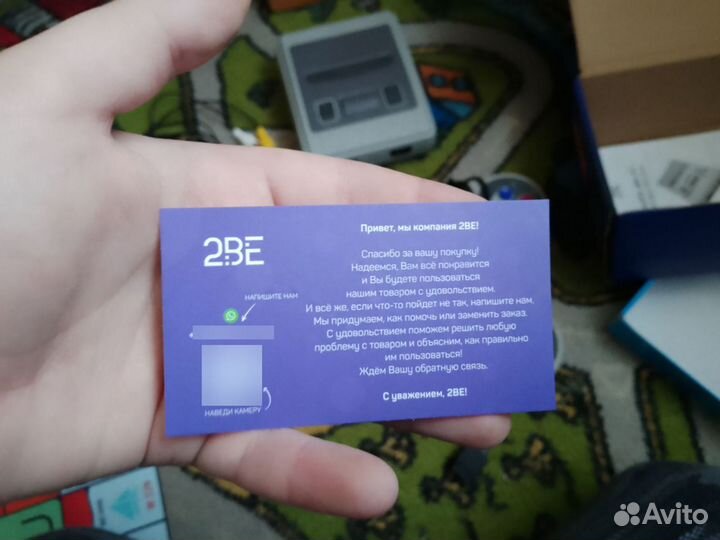 2BE
НАПИШИТЕ НАМ
НАВЕДИ КАМЕРУ
Привет, мы компания 2BE!
Спасибо за вашу покупку!
Надеемся, Вам всё понравится
и Вы будете пользоваться
нашим товаром с удовольствием.
И всё же, если что-то пойдет не так, напишите нам.
Мы придумаем, как помочь или заменить заказ.
С удовольствием поможем решить любую
проблему с товаром и объясним, как правильно
им пользоваться!
Ждём Вашу обратную связь.
С уважением, 2BE!
Avito